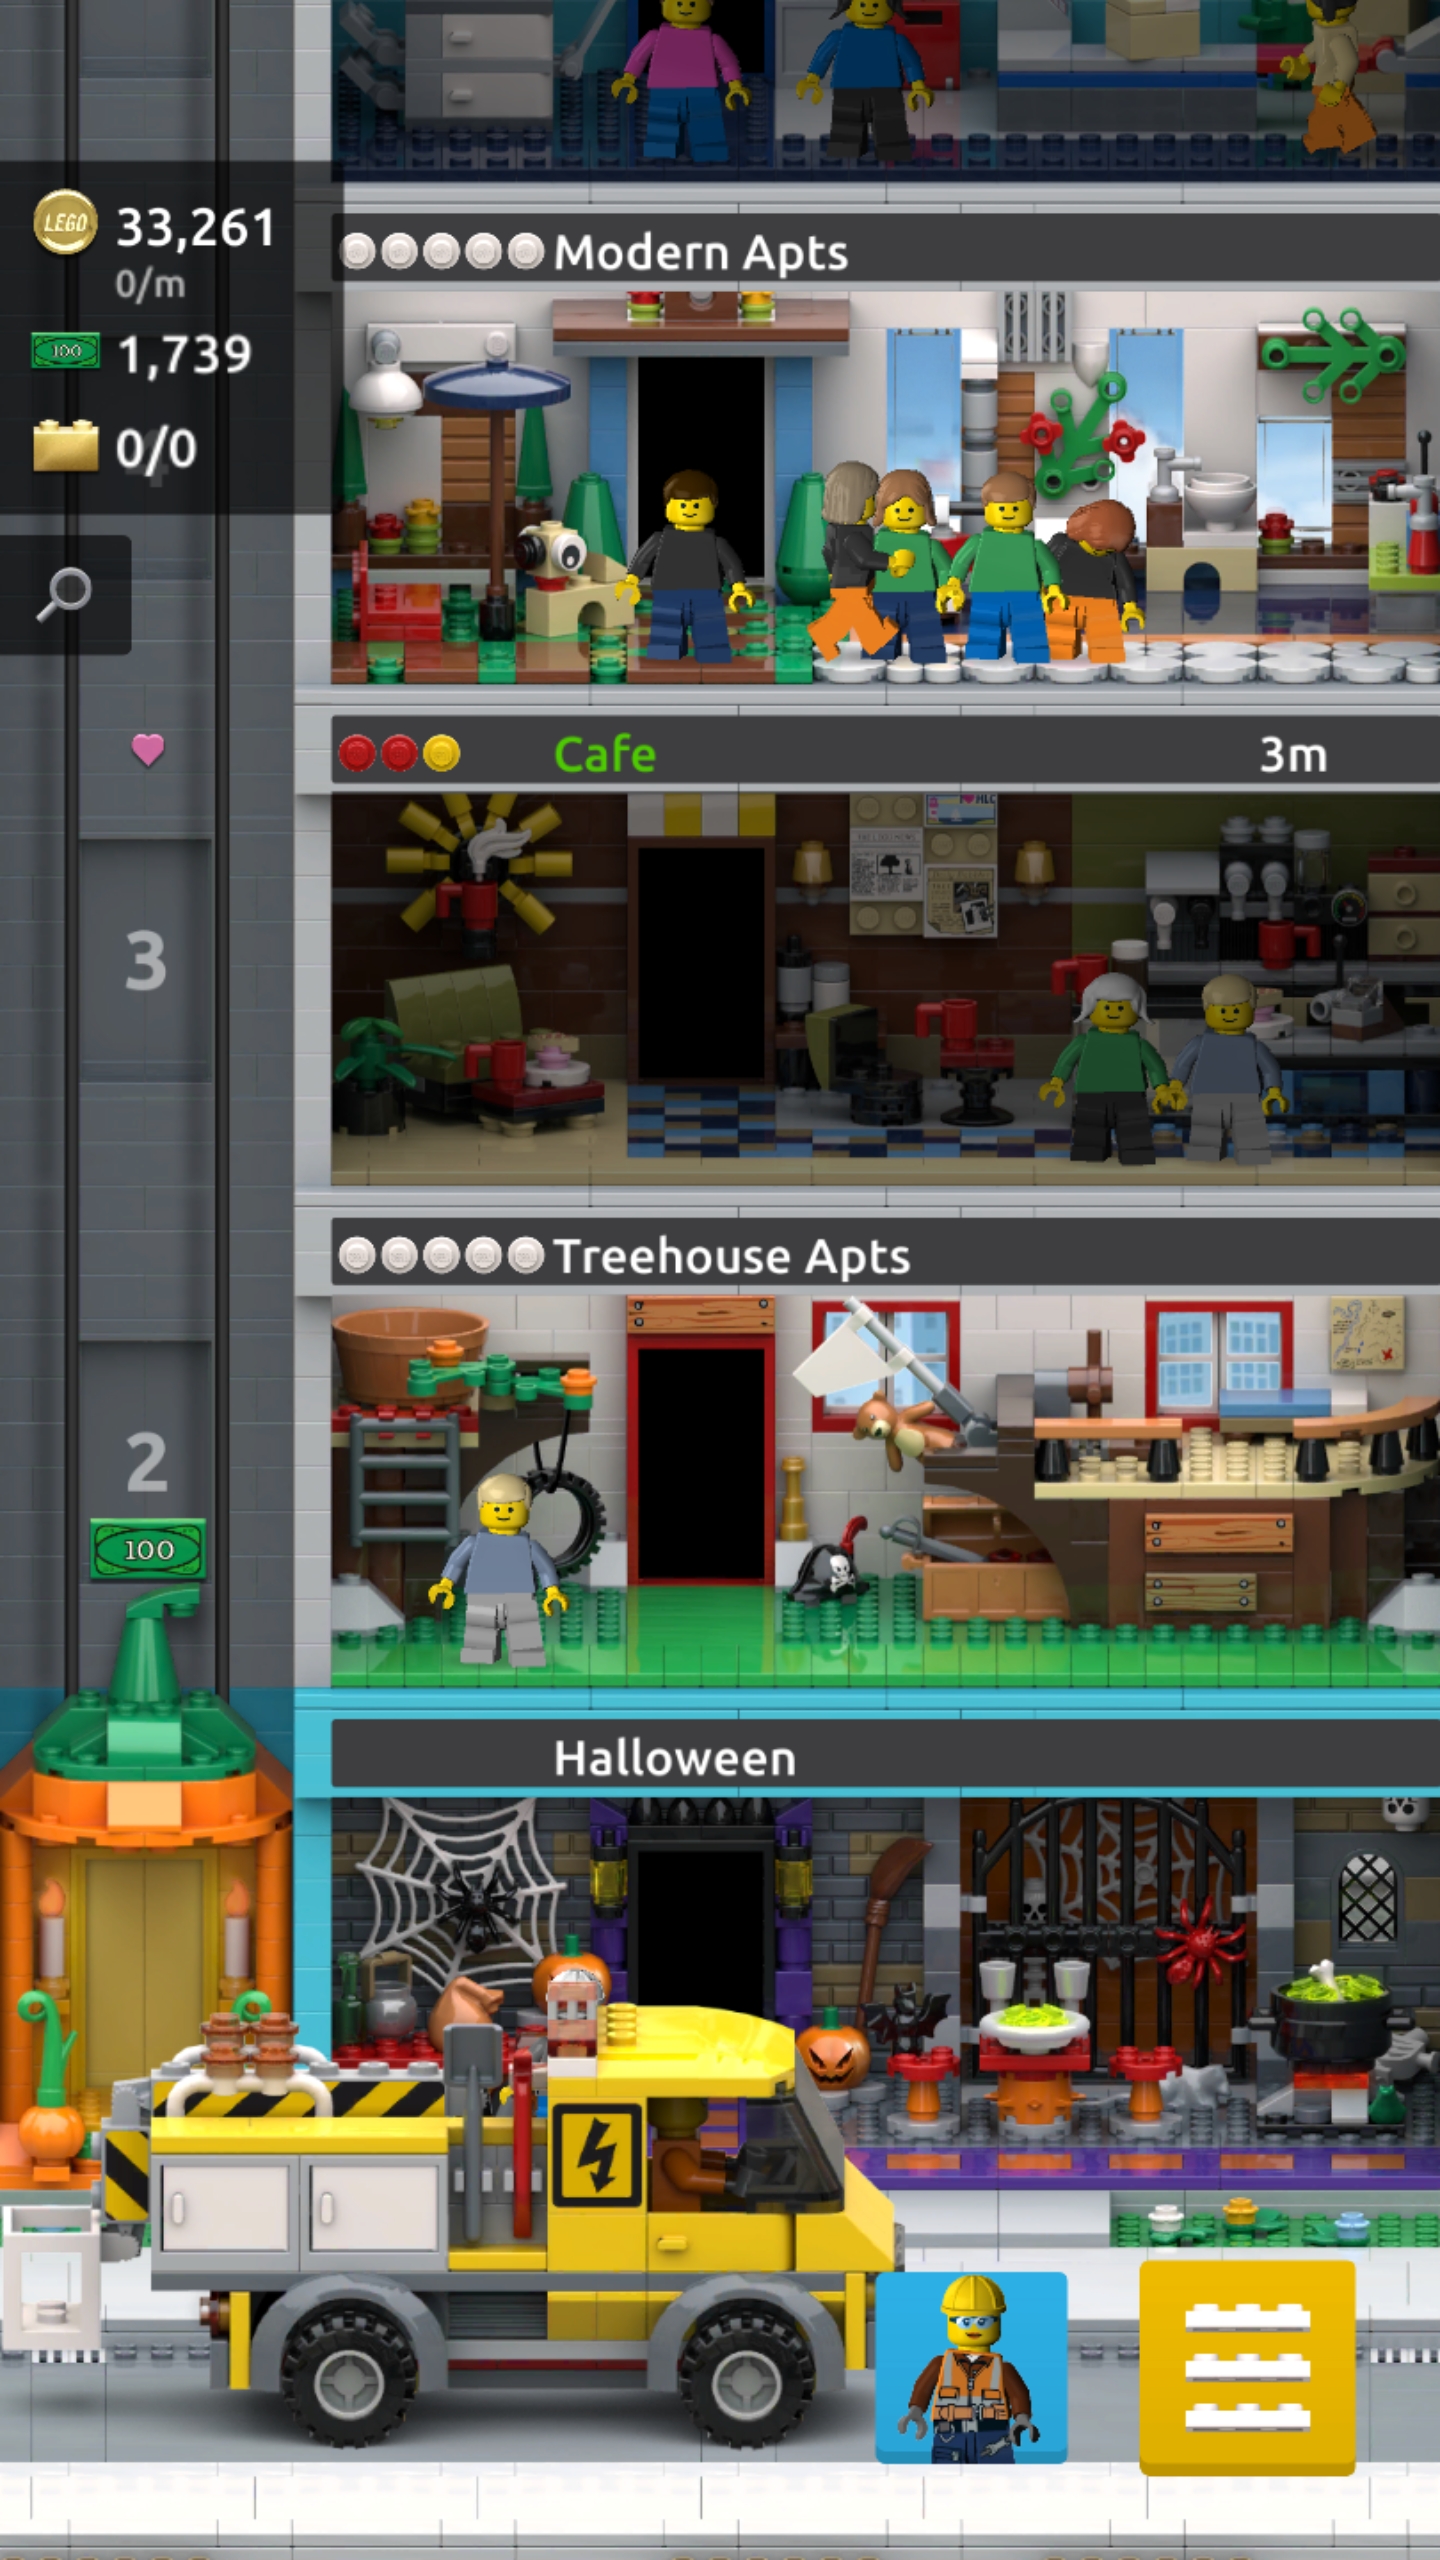 LEGO 33,261
0/m
100 1,739
0/0
Modern Apts
Cafe 3m
3
Treehouse Apts
2
100
Halloween